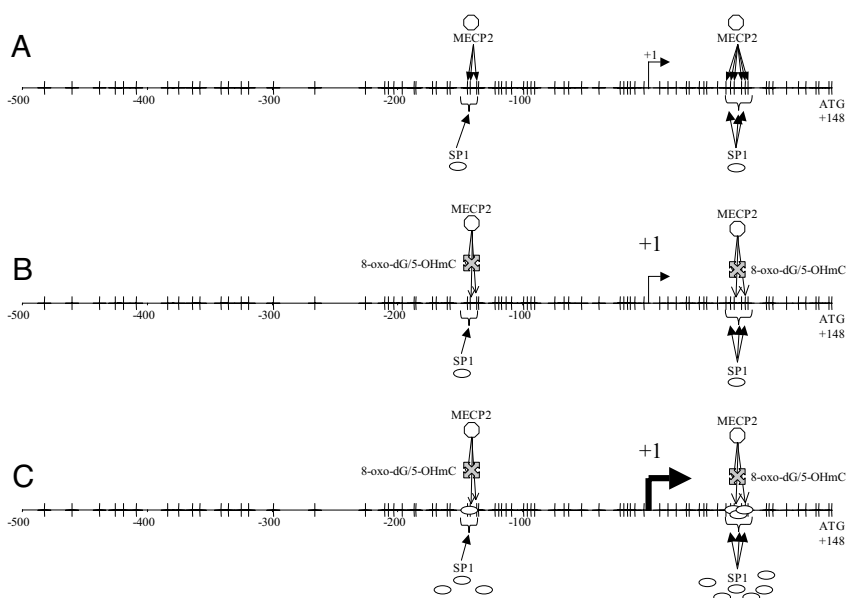 A
MECP2
MECP2
+1
-500
-400
-300
-200
-100
ATG
+148
SP1
SP1
B
MECP2
MECP2
+1
8-oxo-dG/5-OHmC
8-oxo-dG/5-OHmC
-500
-400
-300
-200
-100
ATG
+148
SP1
SP1
C
MECP2
MECP2
+1
8-oxo-dG/5-OHmC
8-oxo-dG/5-OHmC
-500
-400
-300
-200
-100
ATG
+148
SP1
SP1